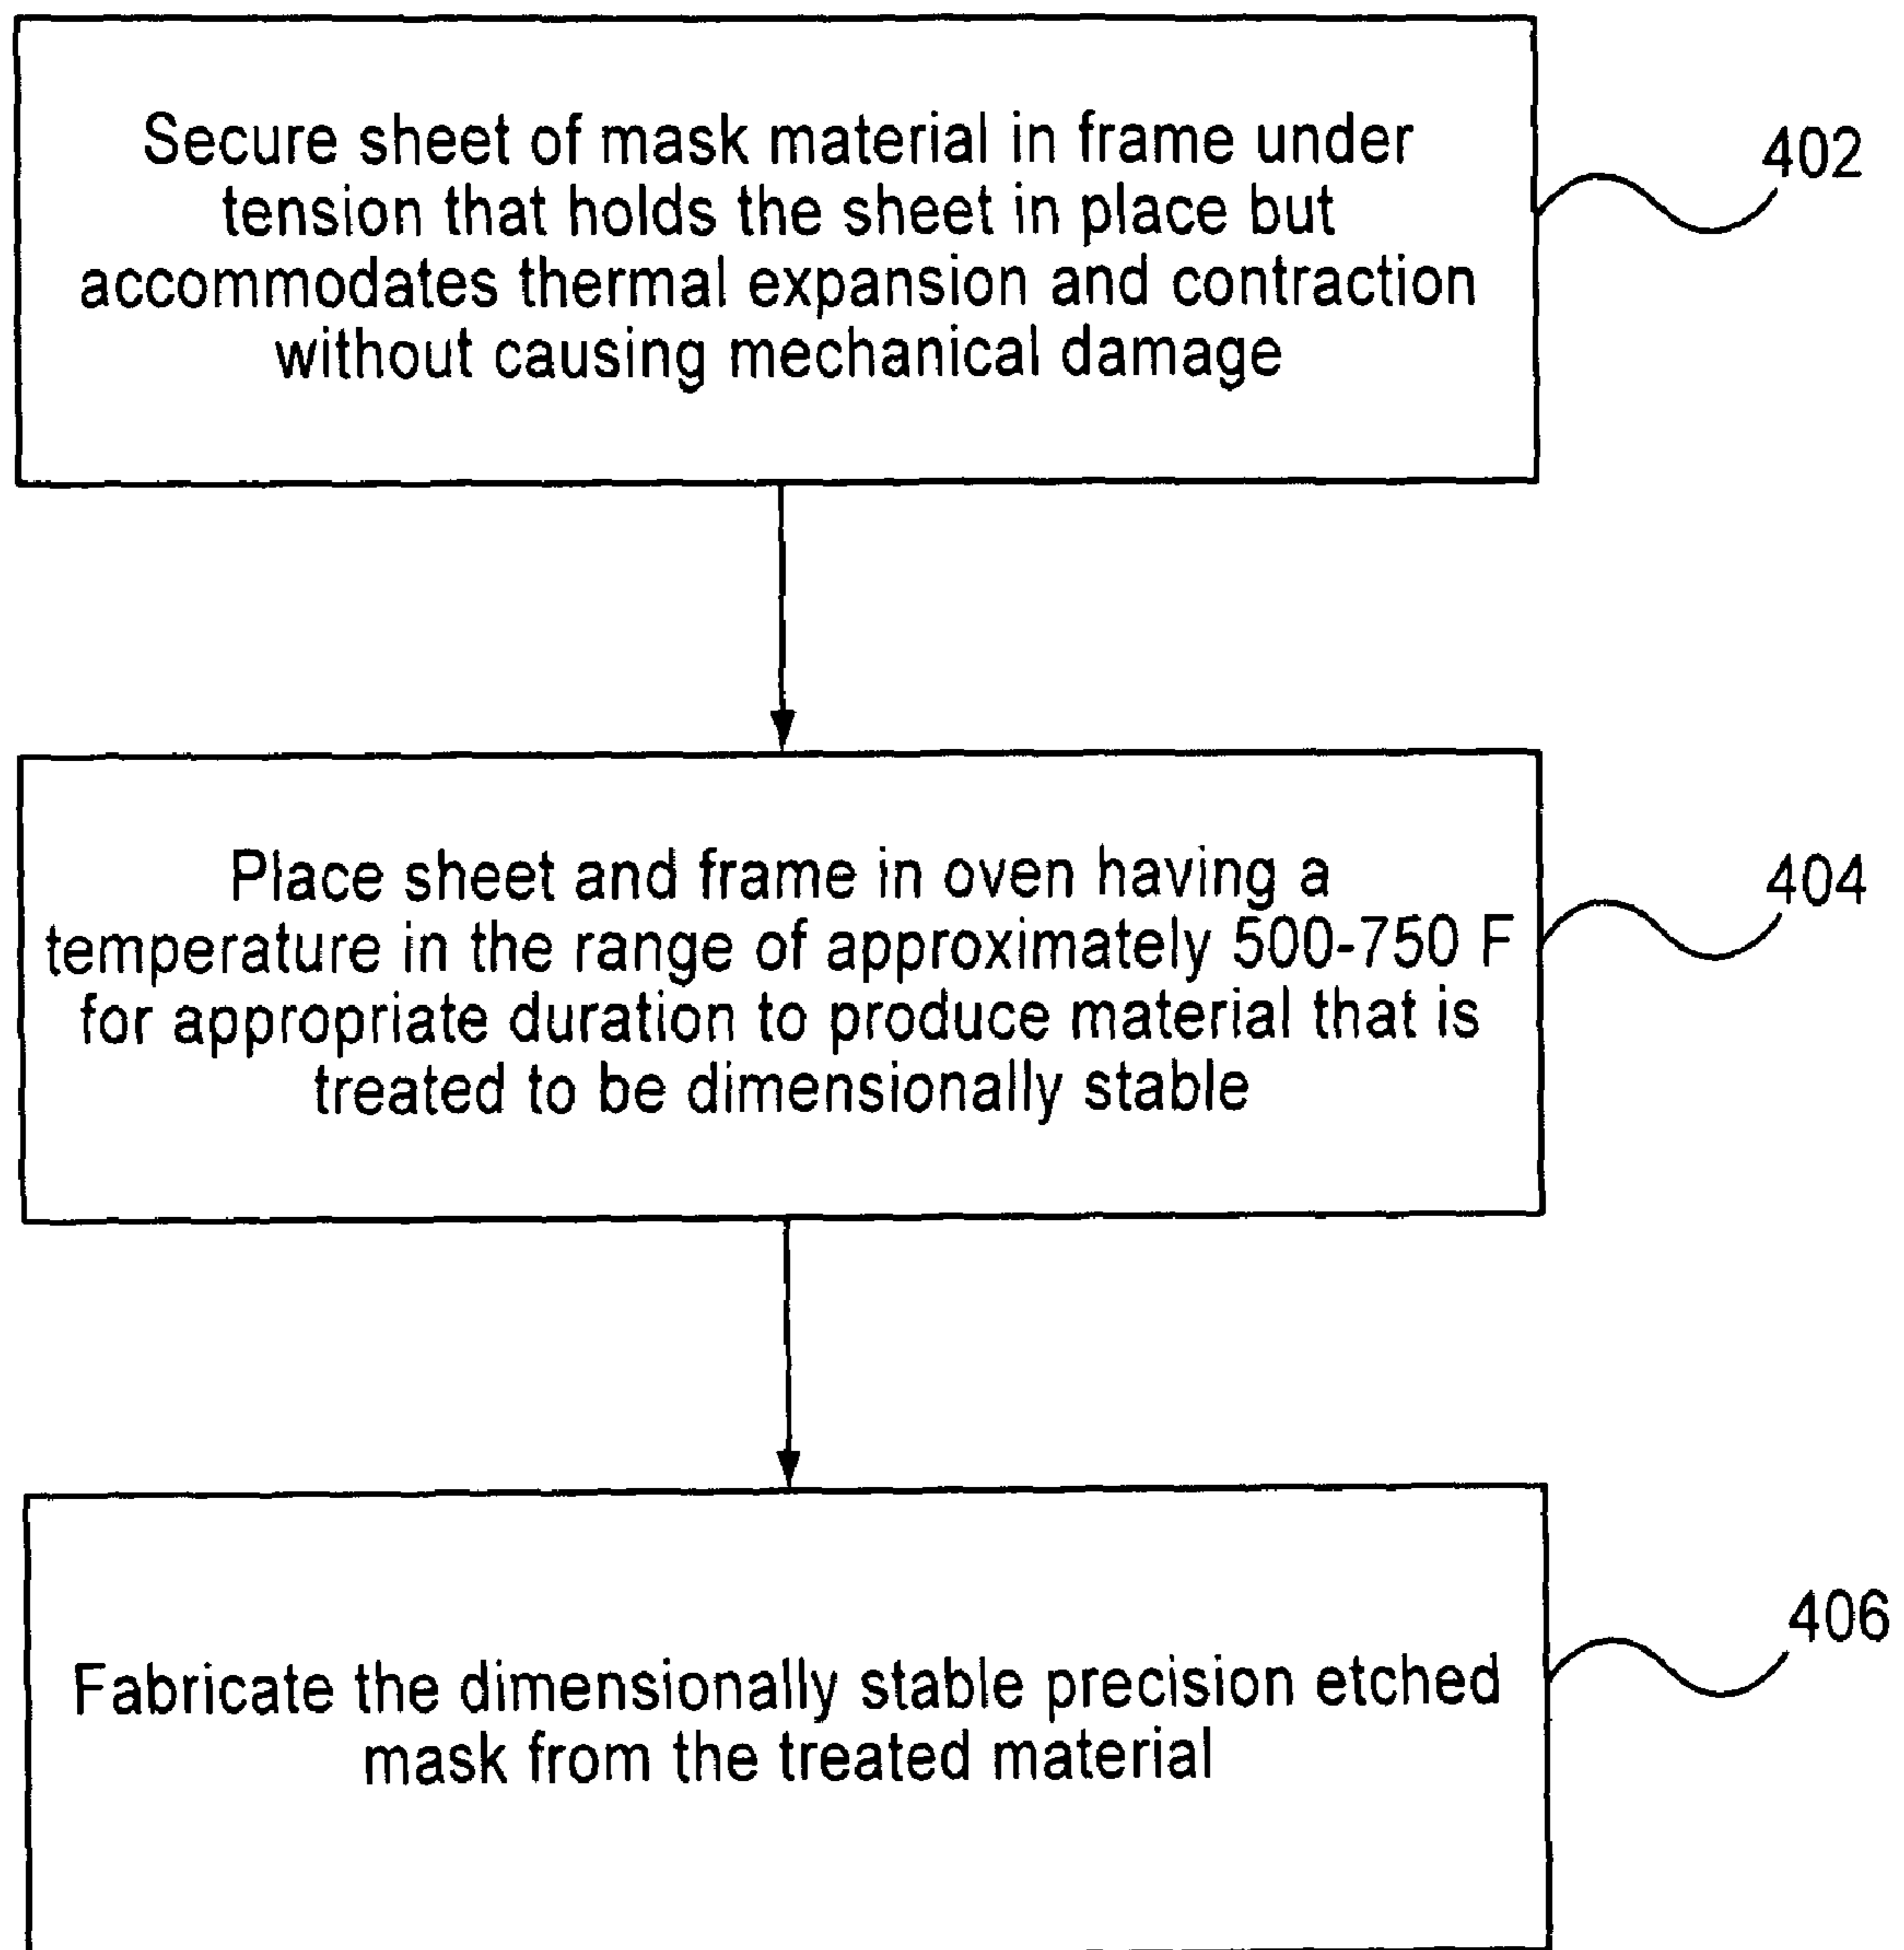 Secure sheet of mask material in frame under
tension that holds the sheet in place but
accommodates thermal expansion and contraction
without causing mechanical damage
402
Place sheet and frame in oven having a
temperature in the range of approximately 500-750 F
for appropriate duration to produce material that is
treated to be dimensionally stable
404
Fabricate the dimensionally stable precision etched
mask from the treated material
406